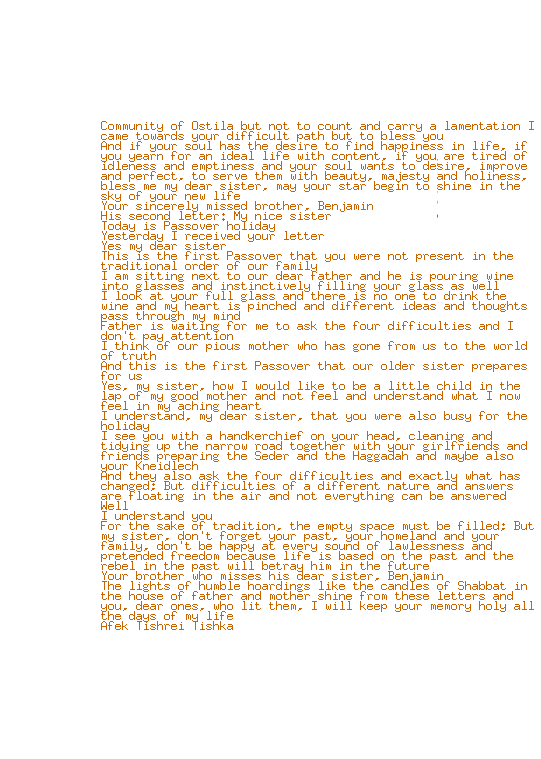 Community of Ostila but not to count and carry a lamentation I
came towards your difficult path but to bless you
And if your soul has the desire to find happiness in life, if
you yearn for an ideal life with content, if you are tired of
idleness and emptiness and your soul wants to desire, improve
and perfect, to serve them with beauty, majesty and holiness,
bless me my dear sister, may your star begin to shine in the
sky of your new life
Your sincerely missed brother, Benjamin
His second letter: My nice sister
Today is Passover holiday
Yesterday I received your letter
Yes my dear sister
This is the first Passover that you were not present in the
traditional order of our family
I am sitting next to our dear father and he is pouring wine
into glasses and instinctively filling your glass as well
I look at your full glass and there is no one to drink the
wine and my heart is pinched and different ideas and thoughts
pass through my mind
Father is waiting for me to ask the four difficulties and I
don't pay attention
I think of our pious mother who has gone from us to the world
of truth
And this is the first Passover that our older sister prepares
for us
Yes, my sister, how I would like to be a little child in the
lap of my good mother and not feel and understand what I now
feel in my aching heart
I understand, my dear sister, that you were also busy for the
holiday
I see you with a handkerchief on your head, cleaning and
tidying up the narrow road together with your girlfriends and
friends preparing the Seder and the Haggadah and maybe also
your Kneidlech
And they also ask the four difficulties and exactly what has
changed; But difficulties of a different nature and answers
are floating in the air and not everything can be answered
Well
I understand you
For the sake of tradition, the empty space must be filled; But
my sister, don't forget your past, your homeland and your
family, don't be happy at every sound of lawlessness and
pretended freedom because life is based on the past and the
rebel in the past will betray him in the future
Your brother who misses his dear sister, Benjamin
The lights of humble hoardings like the candles of Shabbat in
the house of father and mother shine from these letters and
you, dear ones, who lit them, I will keep your memory holy all
the days of my life
Afek Tishrei Tishka